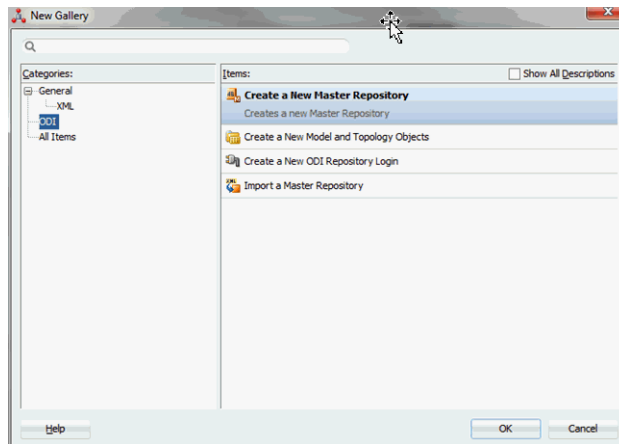 New Gallery
Categories:
General
XML
ODI
All Items
Items:
Show All Descriptions
Create a New Master Repository
Creates a new Master Repository
Create a New Model and Topology Objects
Create a New ODI Repository Login
Import a Master Repository
Help
OK
Cancel